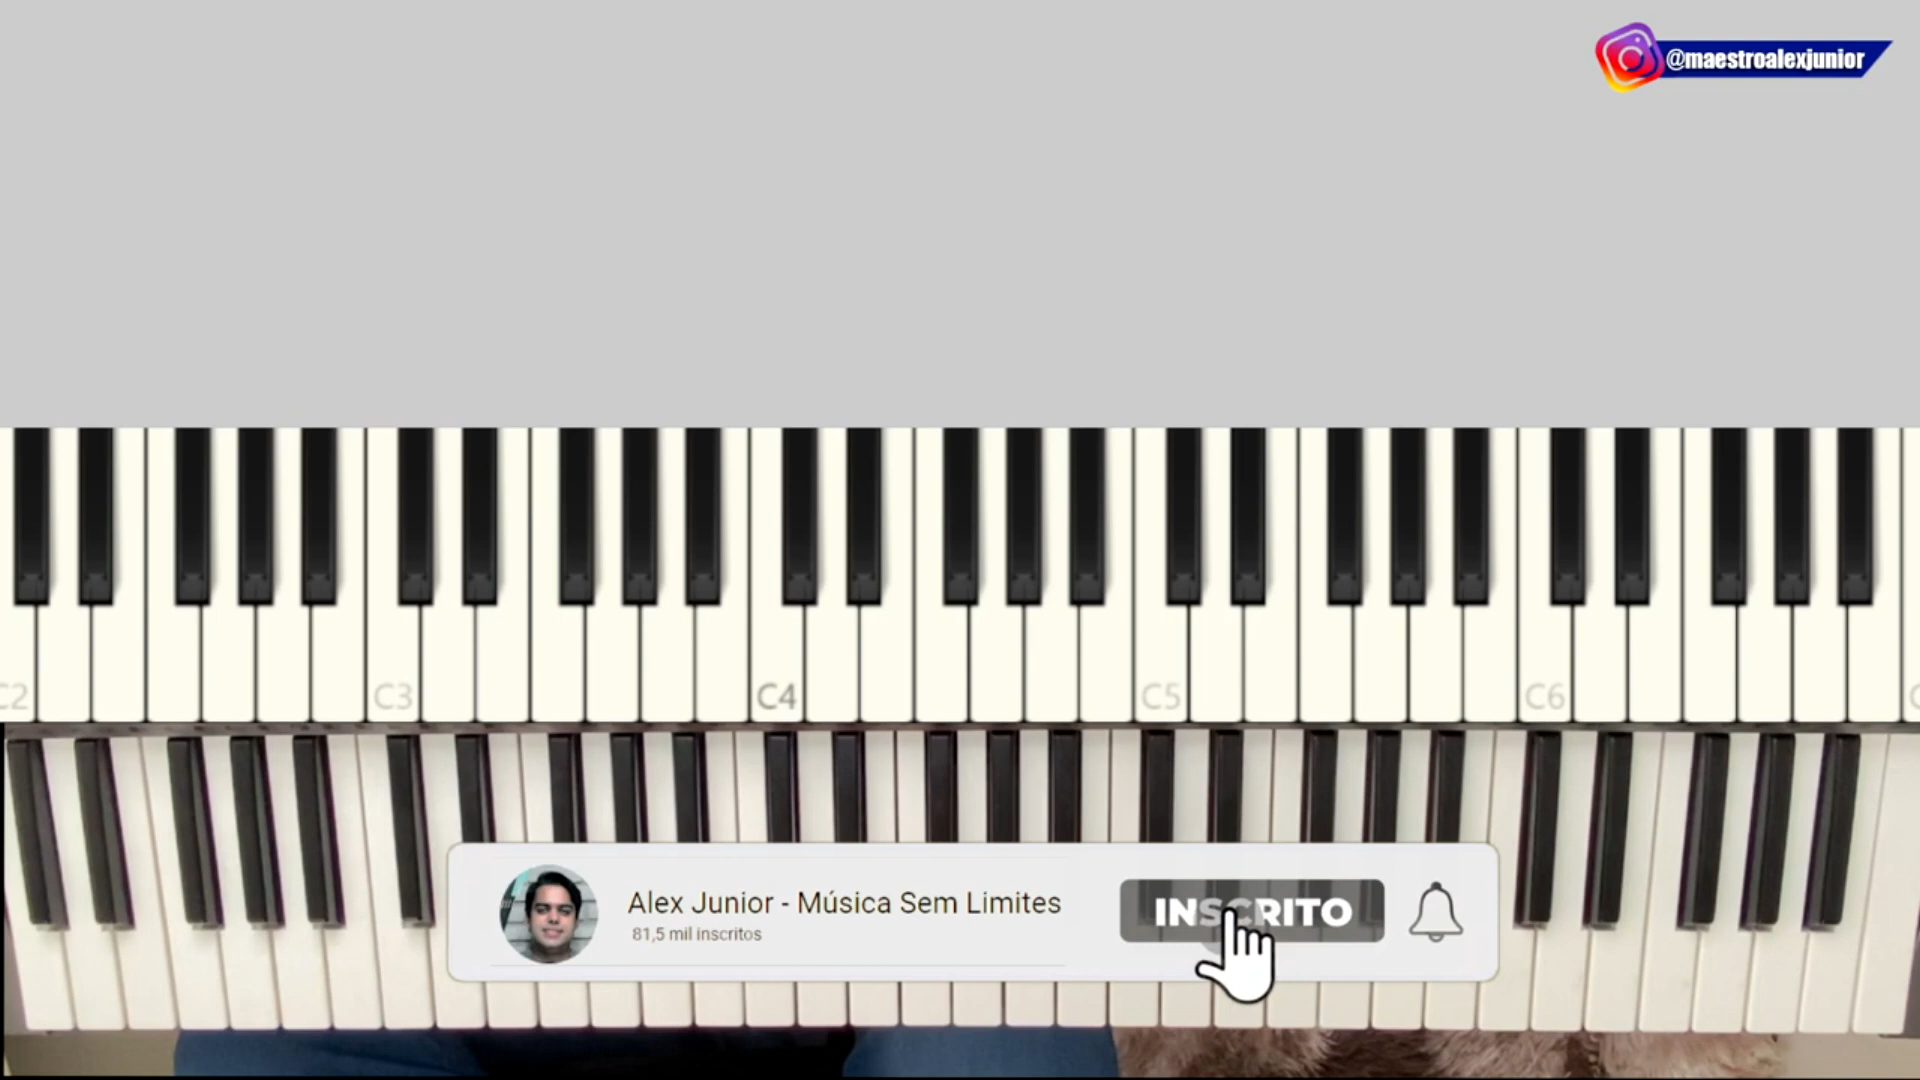 @maestroalexjunior
C2
C3
C4
C5
C6
C
Alex Junior - Música Sem Limites
INSCRITO
81,5 mil inscritos